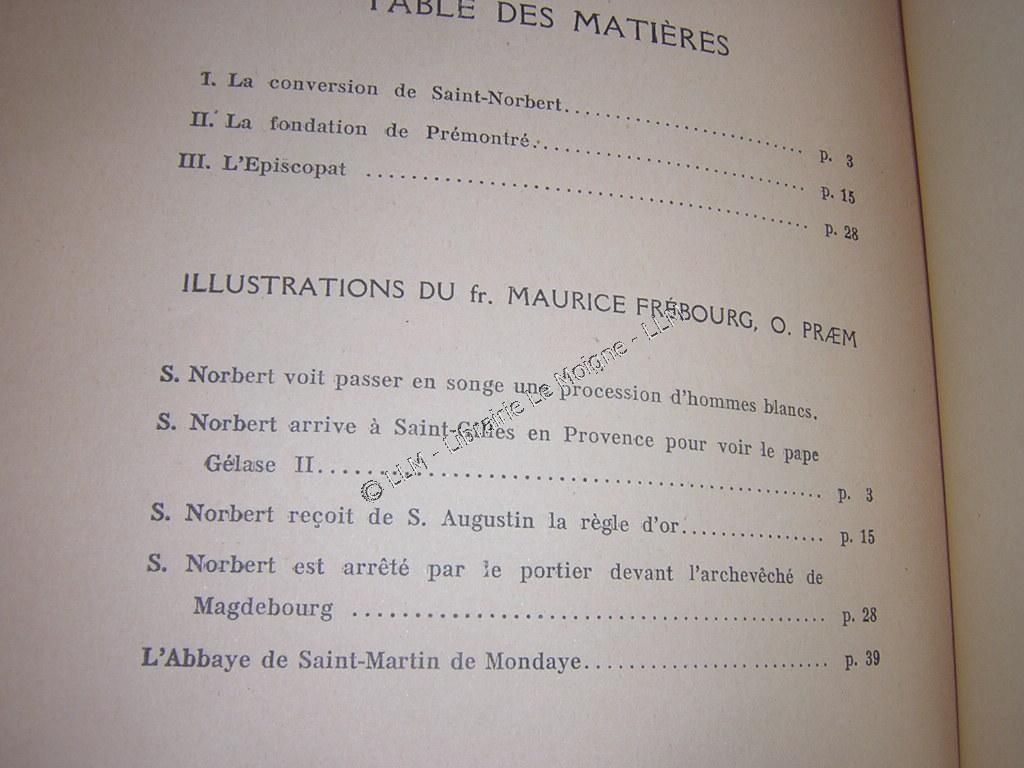 TABLE DES MATIÈRES
I. La conversion de Saint-Norbert........................ p. 3
II. La fondation de Prémontré........................ p. 15
III. L'Episcopat ........................ p. 28
ILLUSTRATIONS DU fr. MAURICE FRÉBOURG, O. PRÆM
S. Norbert voit passer en songe une procession d'hommes blancs.
S. Norbert arrive à Saint-Gilles en Provence pour voir le pape
Gélase II........................ p. 3
S. Norbert reçoit de S. Augustin la règle d'or................ p. 15
S. Norbert est arrêté par le portier devant l'archevêché de
Magdebourg ........................ p. 28
L'Abbaye de Saint-Martin de Mondaye........................ p. 39
© LLM - Librairie Le Moigne - LLM